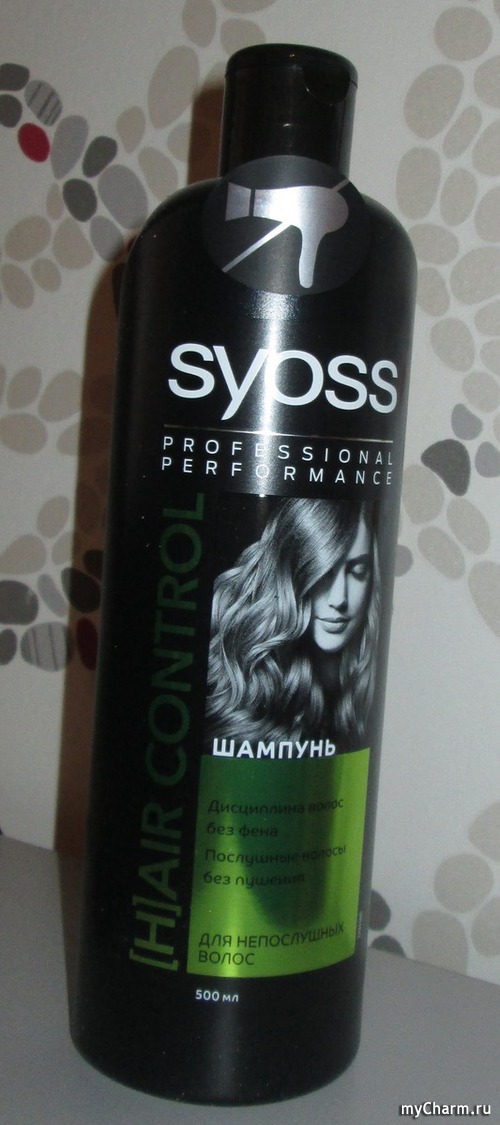 syoss
PROFESSIONAL
PERFORMANCE
[H]AIR CONTROL
ШАМПУНЬ
Дисциплина волос
без фена
Послушные волосы
без пушения
ДЛЯ НЕПОСЛУШНЫХ
ВОЛОС
500 мл
myCharm.ru